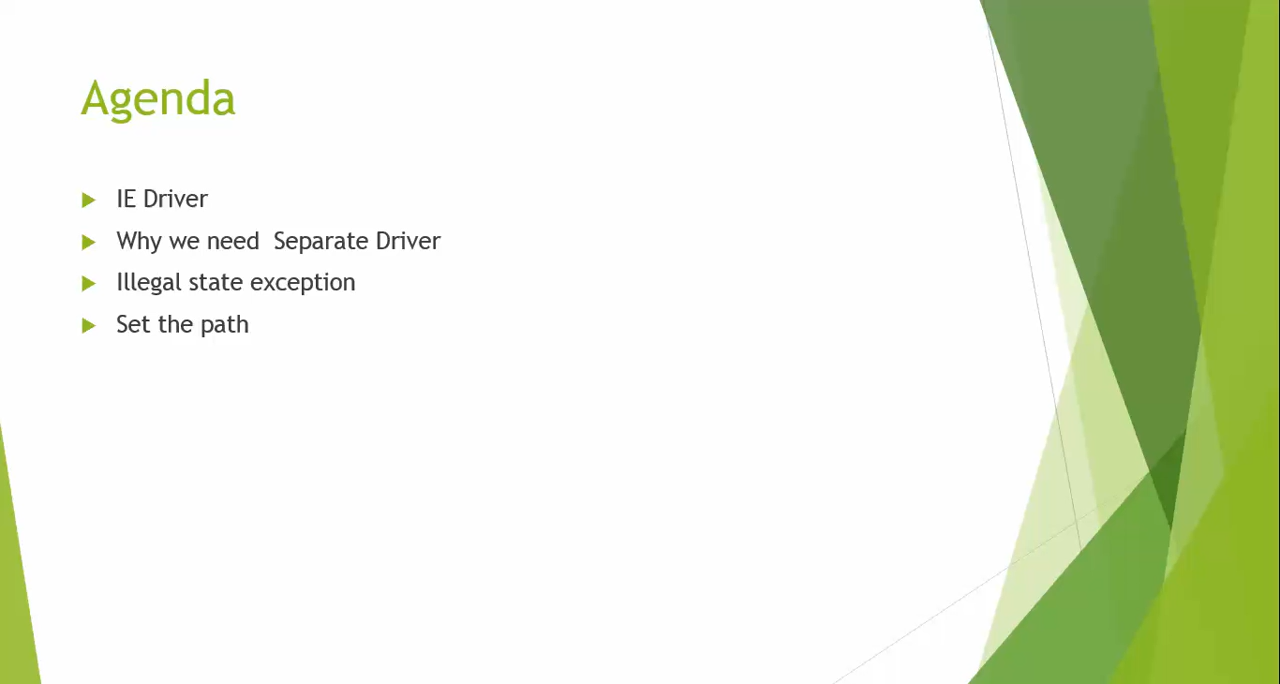 Agenda
IE Driver
Why we need  Separate Driver
Illegal state exception
Set the path